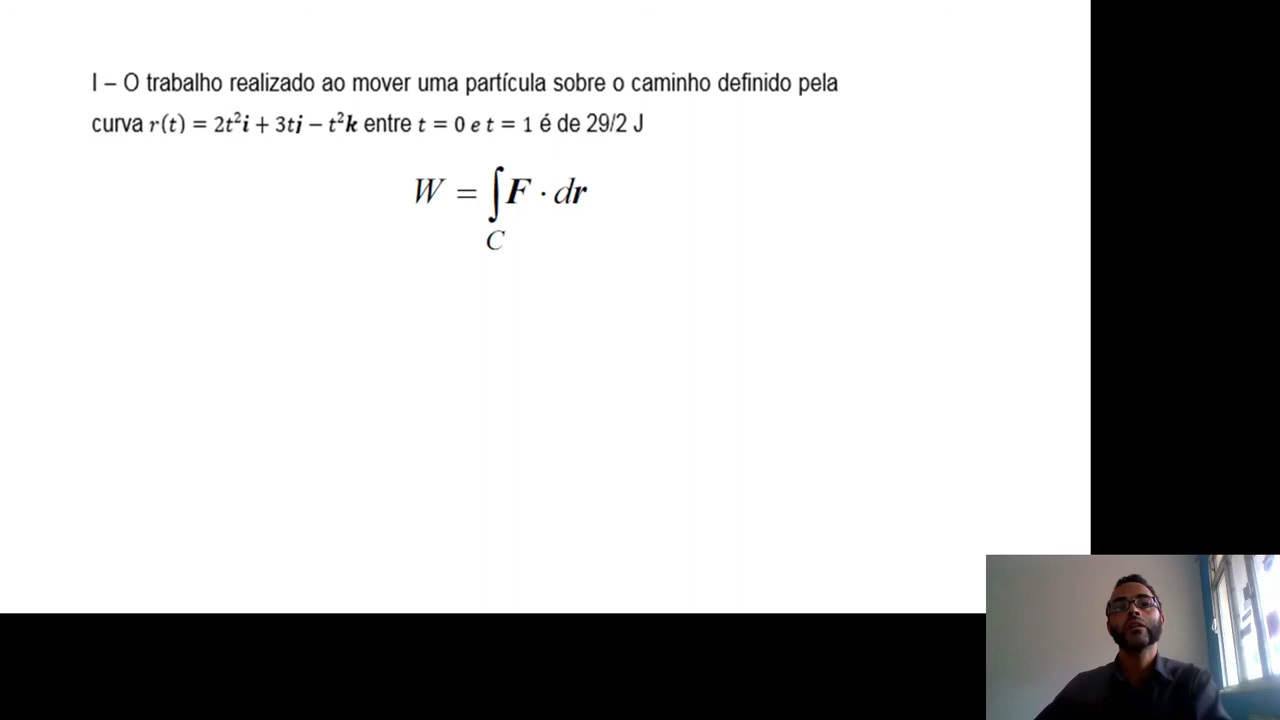 I – O trabalho realizado ao mover uma partícula sobre o caminho definido pela
curva r(t) = 2t²i + 3tj – t²k entre t = 0 e t = 1 é de 29/2 J
W = ∫F · dr
C